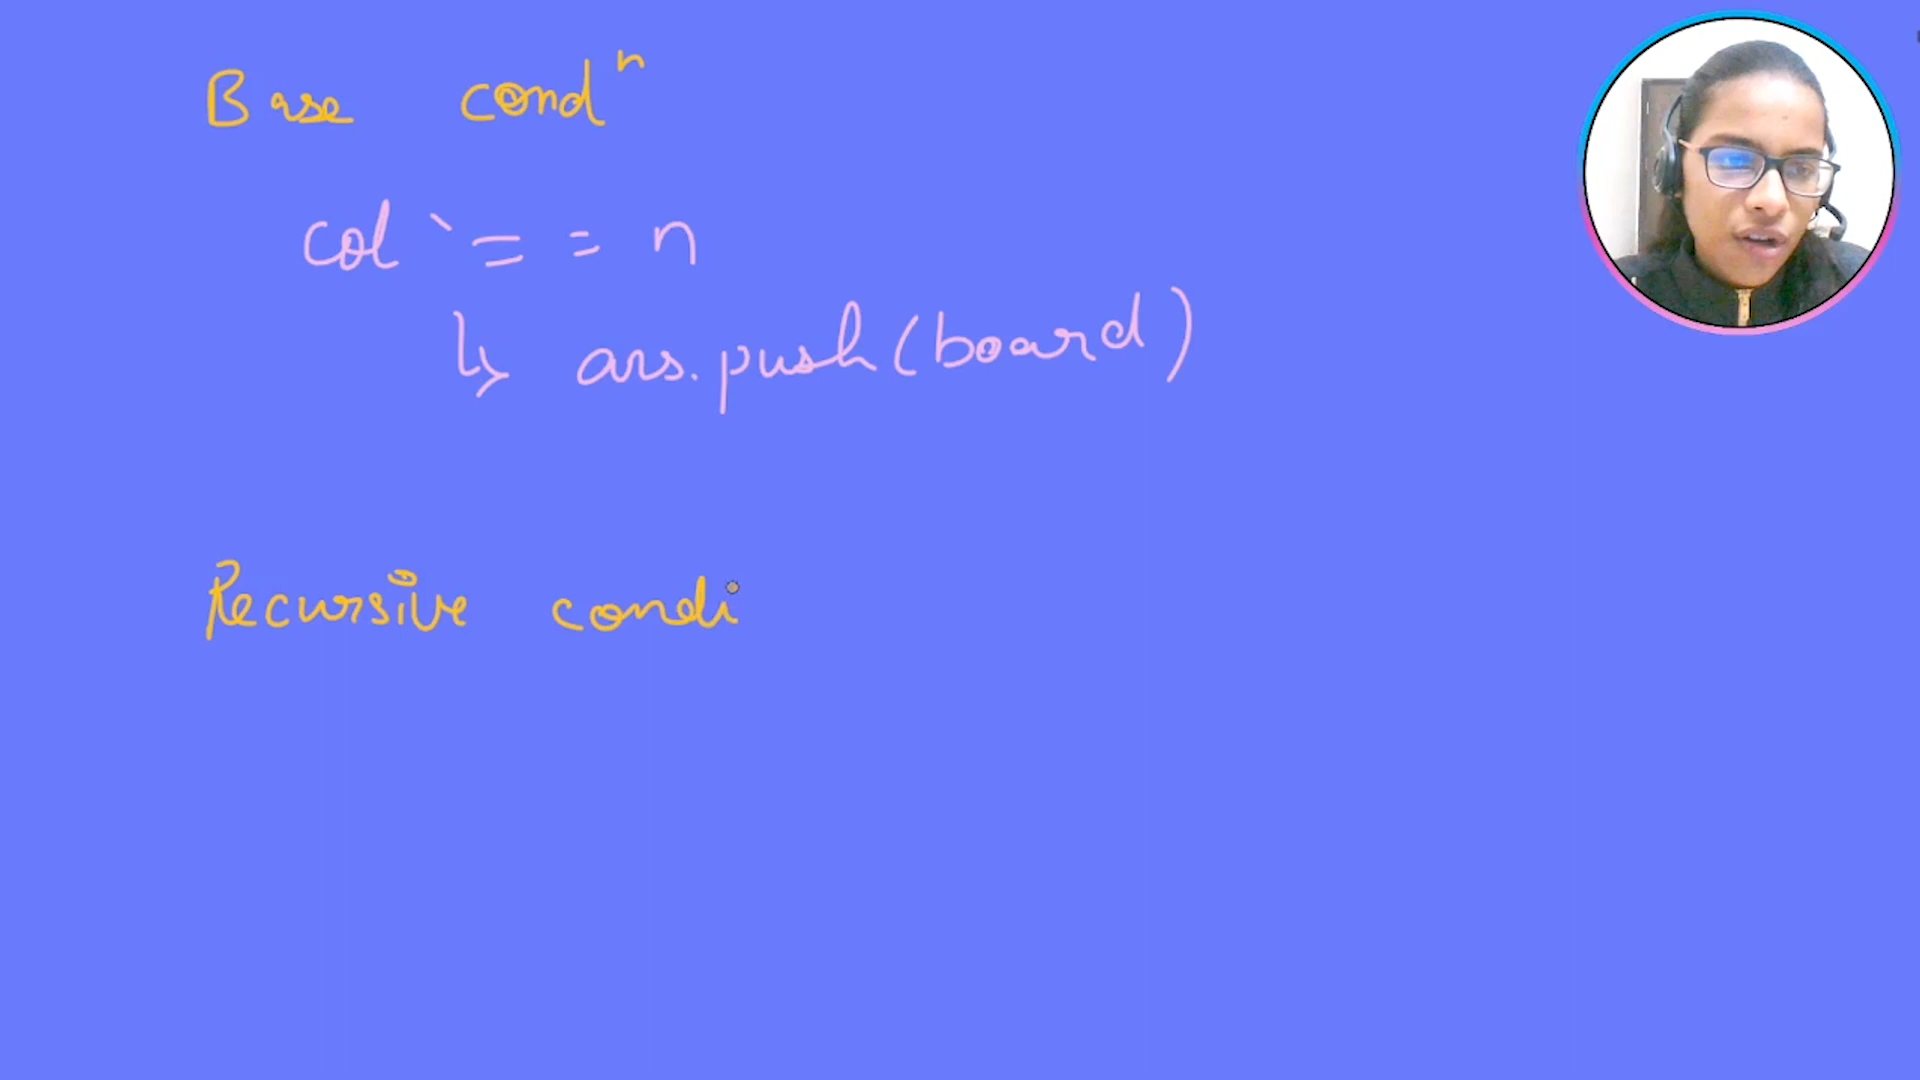 Base condⁿ
col == n
↳ ans.push(board)
Recursive condi